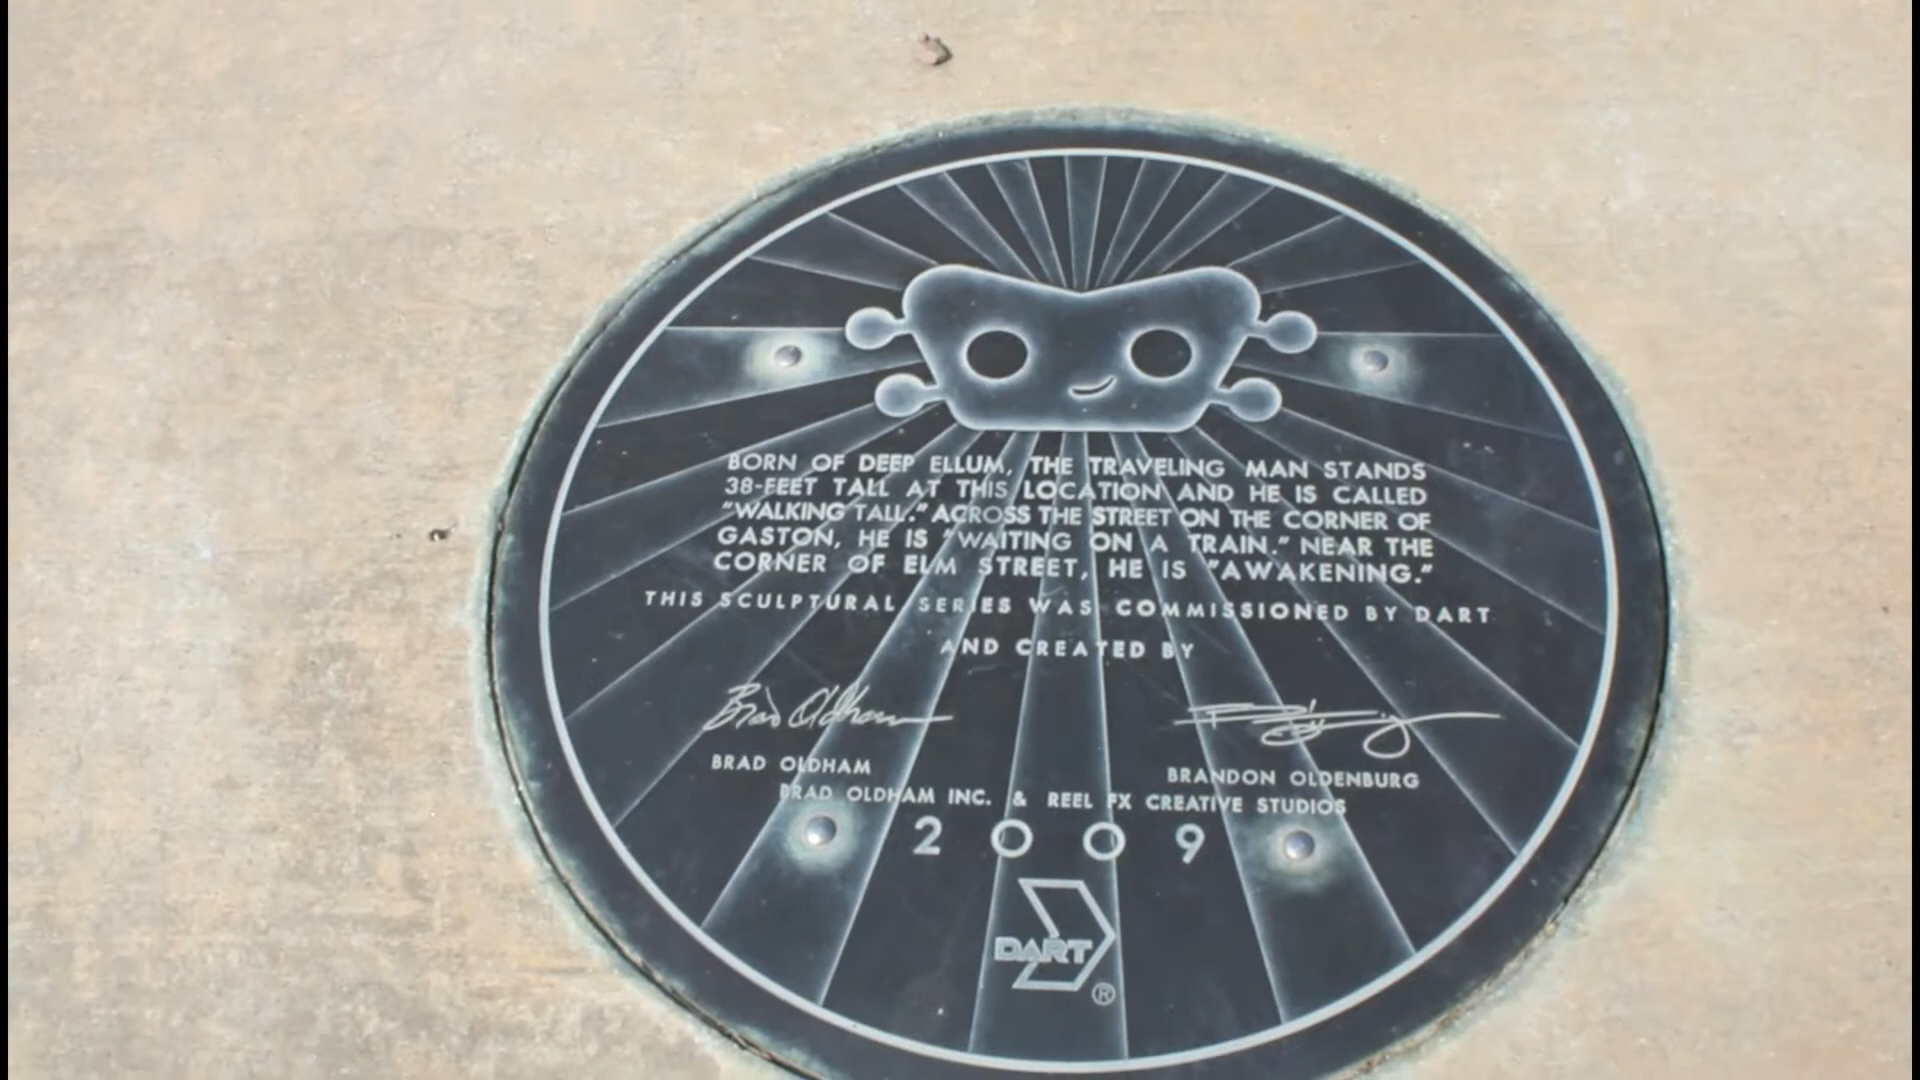 BORN OF DEEP ELLUM, THE TRAVELING MAN STANDS
38-FEET TALL AT THIS LOCATION AND HE IS CALLED
"WALKING TALL." ACROSS THE STREET ON THE CORNER OF
GASTON, HE IS "WAITING ON A TRAIN." NEAR THE
CORNER OF ELM STREET, HE IS "AWAKENING."
THIS SCULPTURAL SERIES WAS COMMISSIONED BY DART
AND CREATED BY
Brad Oldham
BRAD OLDHAM
BRANDON OLDENBURG
BRAD OLDHAM INC. & REEL FX CREATIVE STUDIOS
2009
DART
®